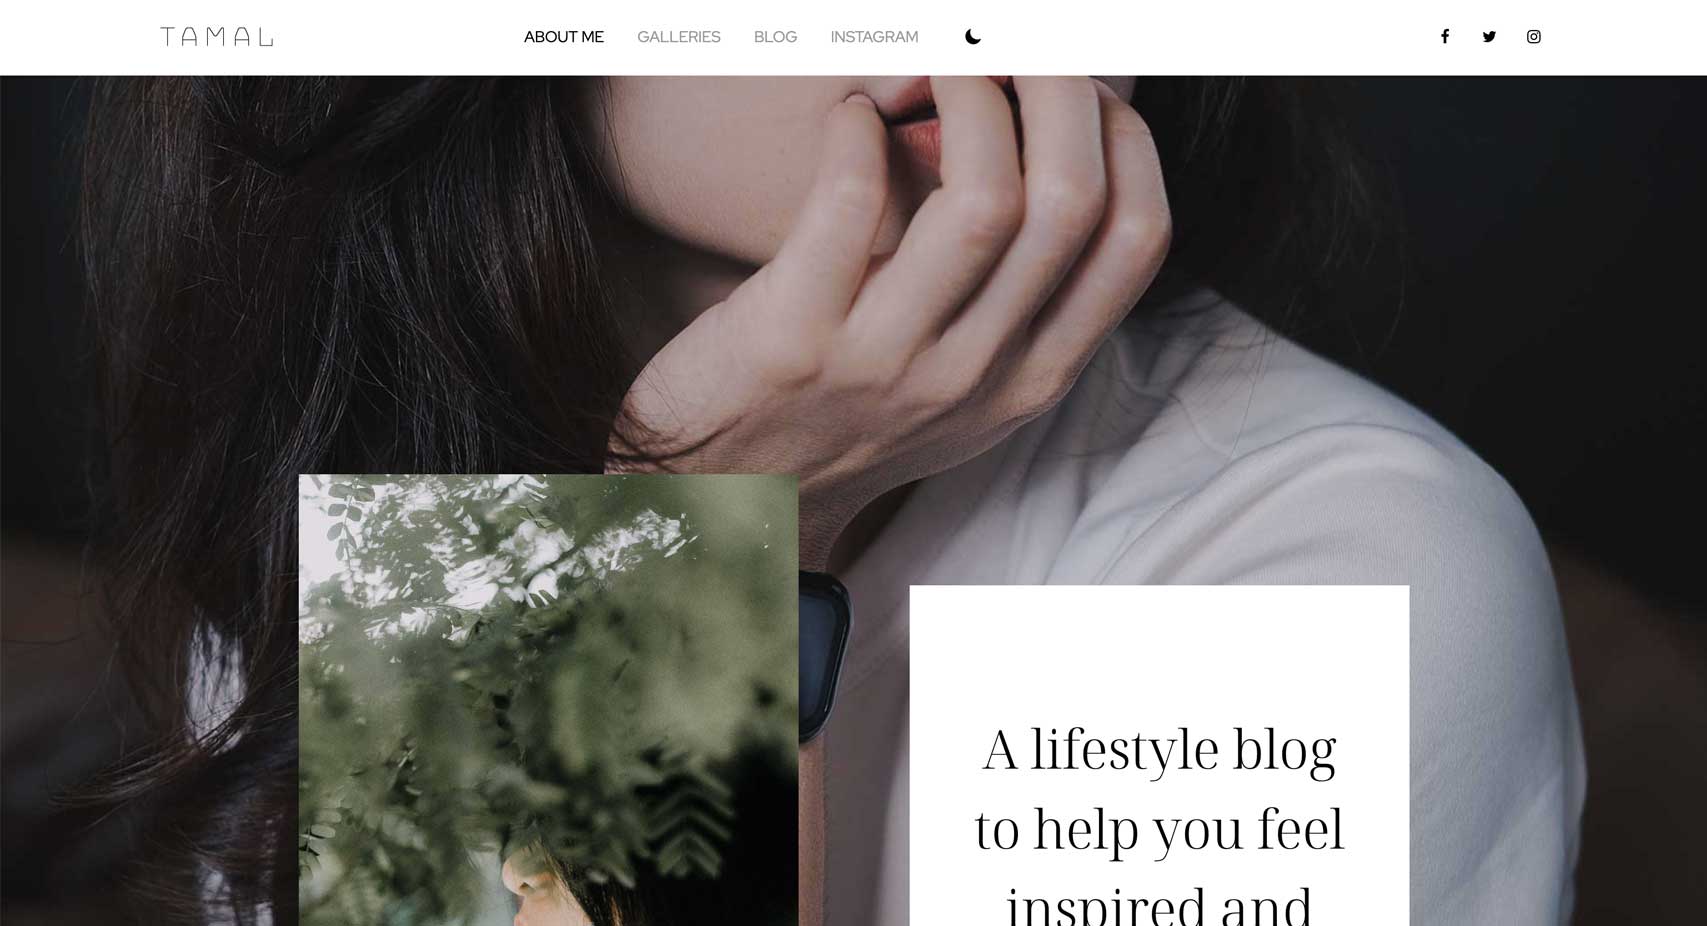 TAMAL
ABOUT ME GALLERIES BLOG INSTAGRAM
A lifestyle blog
to help you feel
inspired and